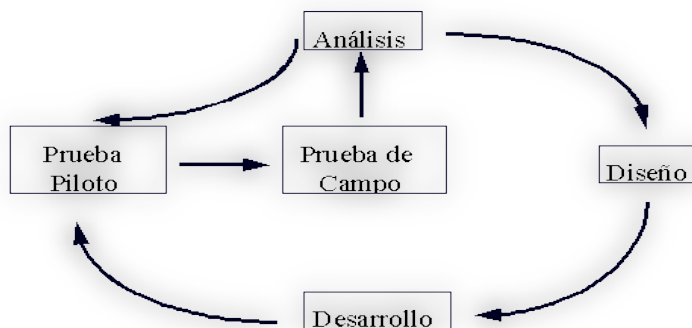 Análisis
Prueba
Piloto
Prueba de
Campo
Diseño
Desarrollo